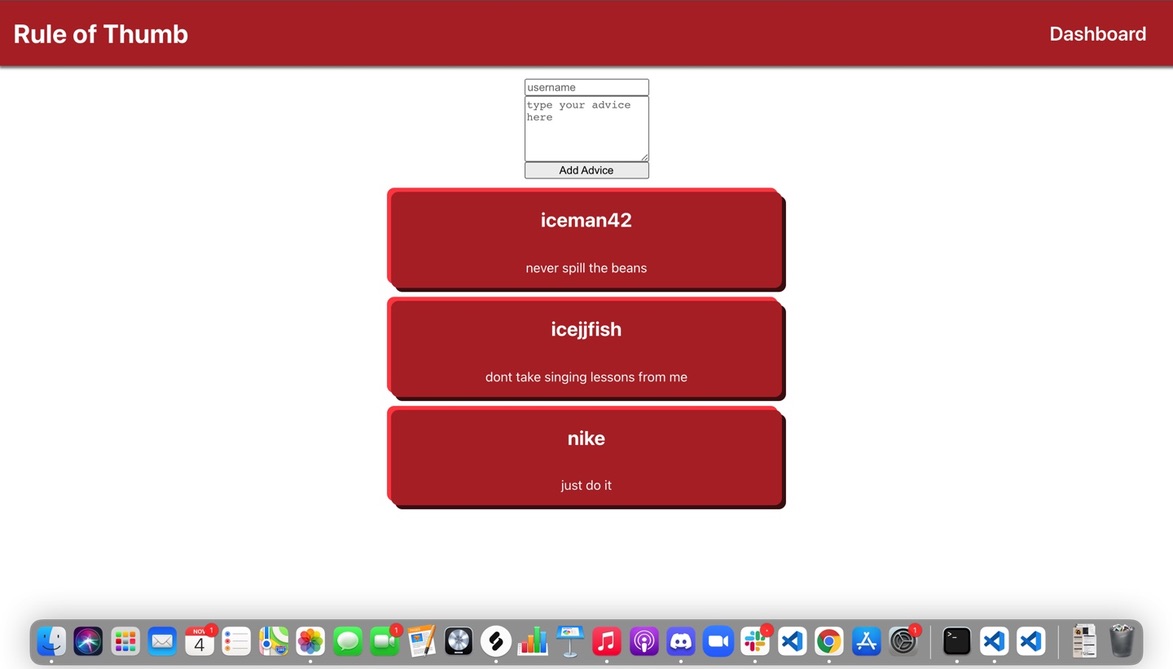 Rule of Thumb
Dashboard
username
type your advice
here
Add Advice
iceman42
never spill the beans
icejjfish
dont take singing lessons from me
nike
just do it
NOV
4
1
1
1
>_